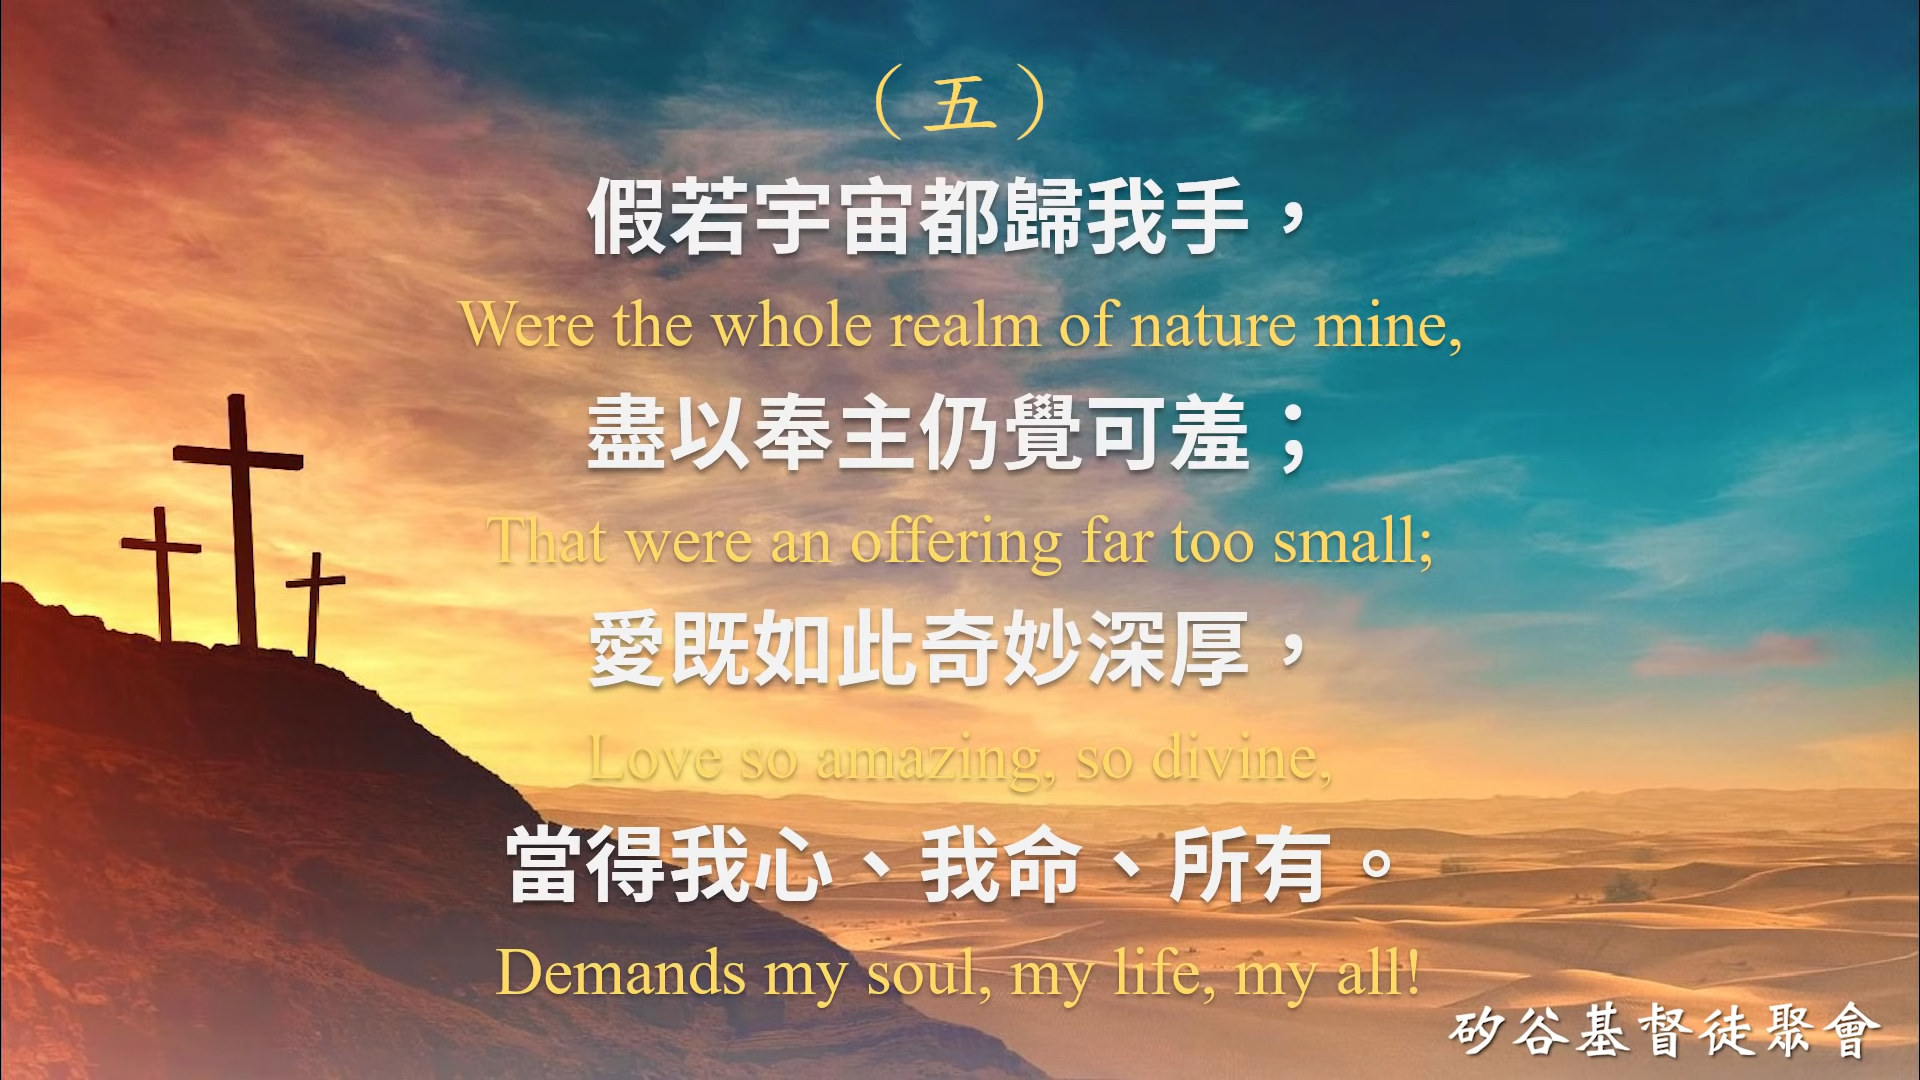 （五）
假若宇宙都歸我手，
Were the whole realm of nature mine,
盡以奉主仍覺可羞；
That were an offering far too small;
愛既如此奇妙深厚，
Love so amazing, so divine,
當得我心、我命、所有。
Demands my soul, my life, my all!
矽谷基督徒聚會